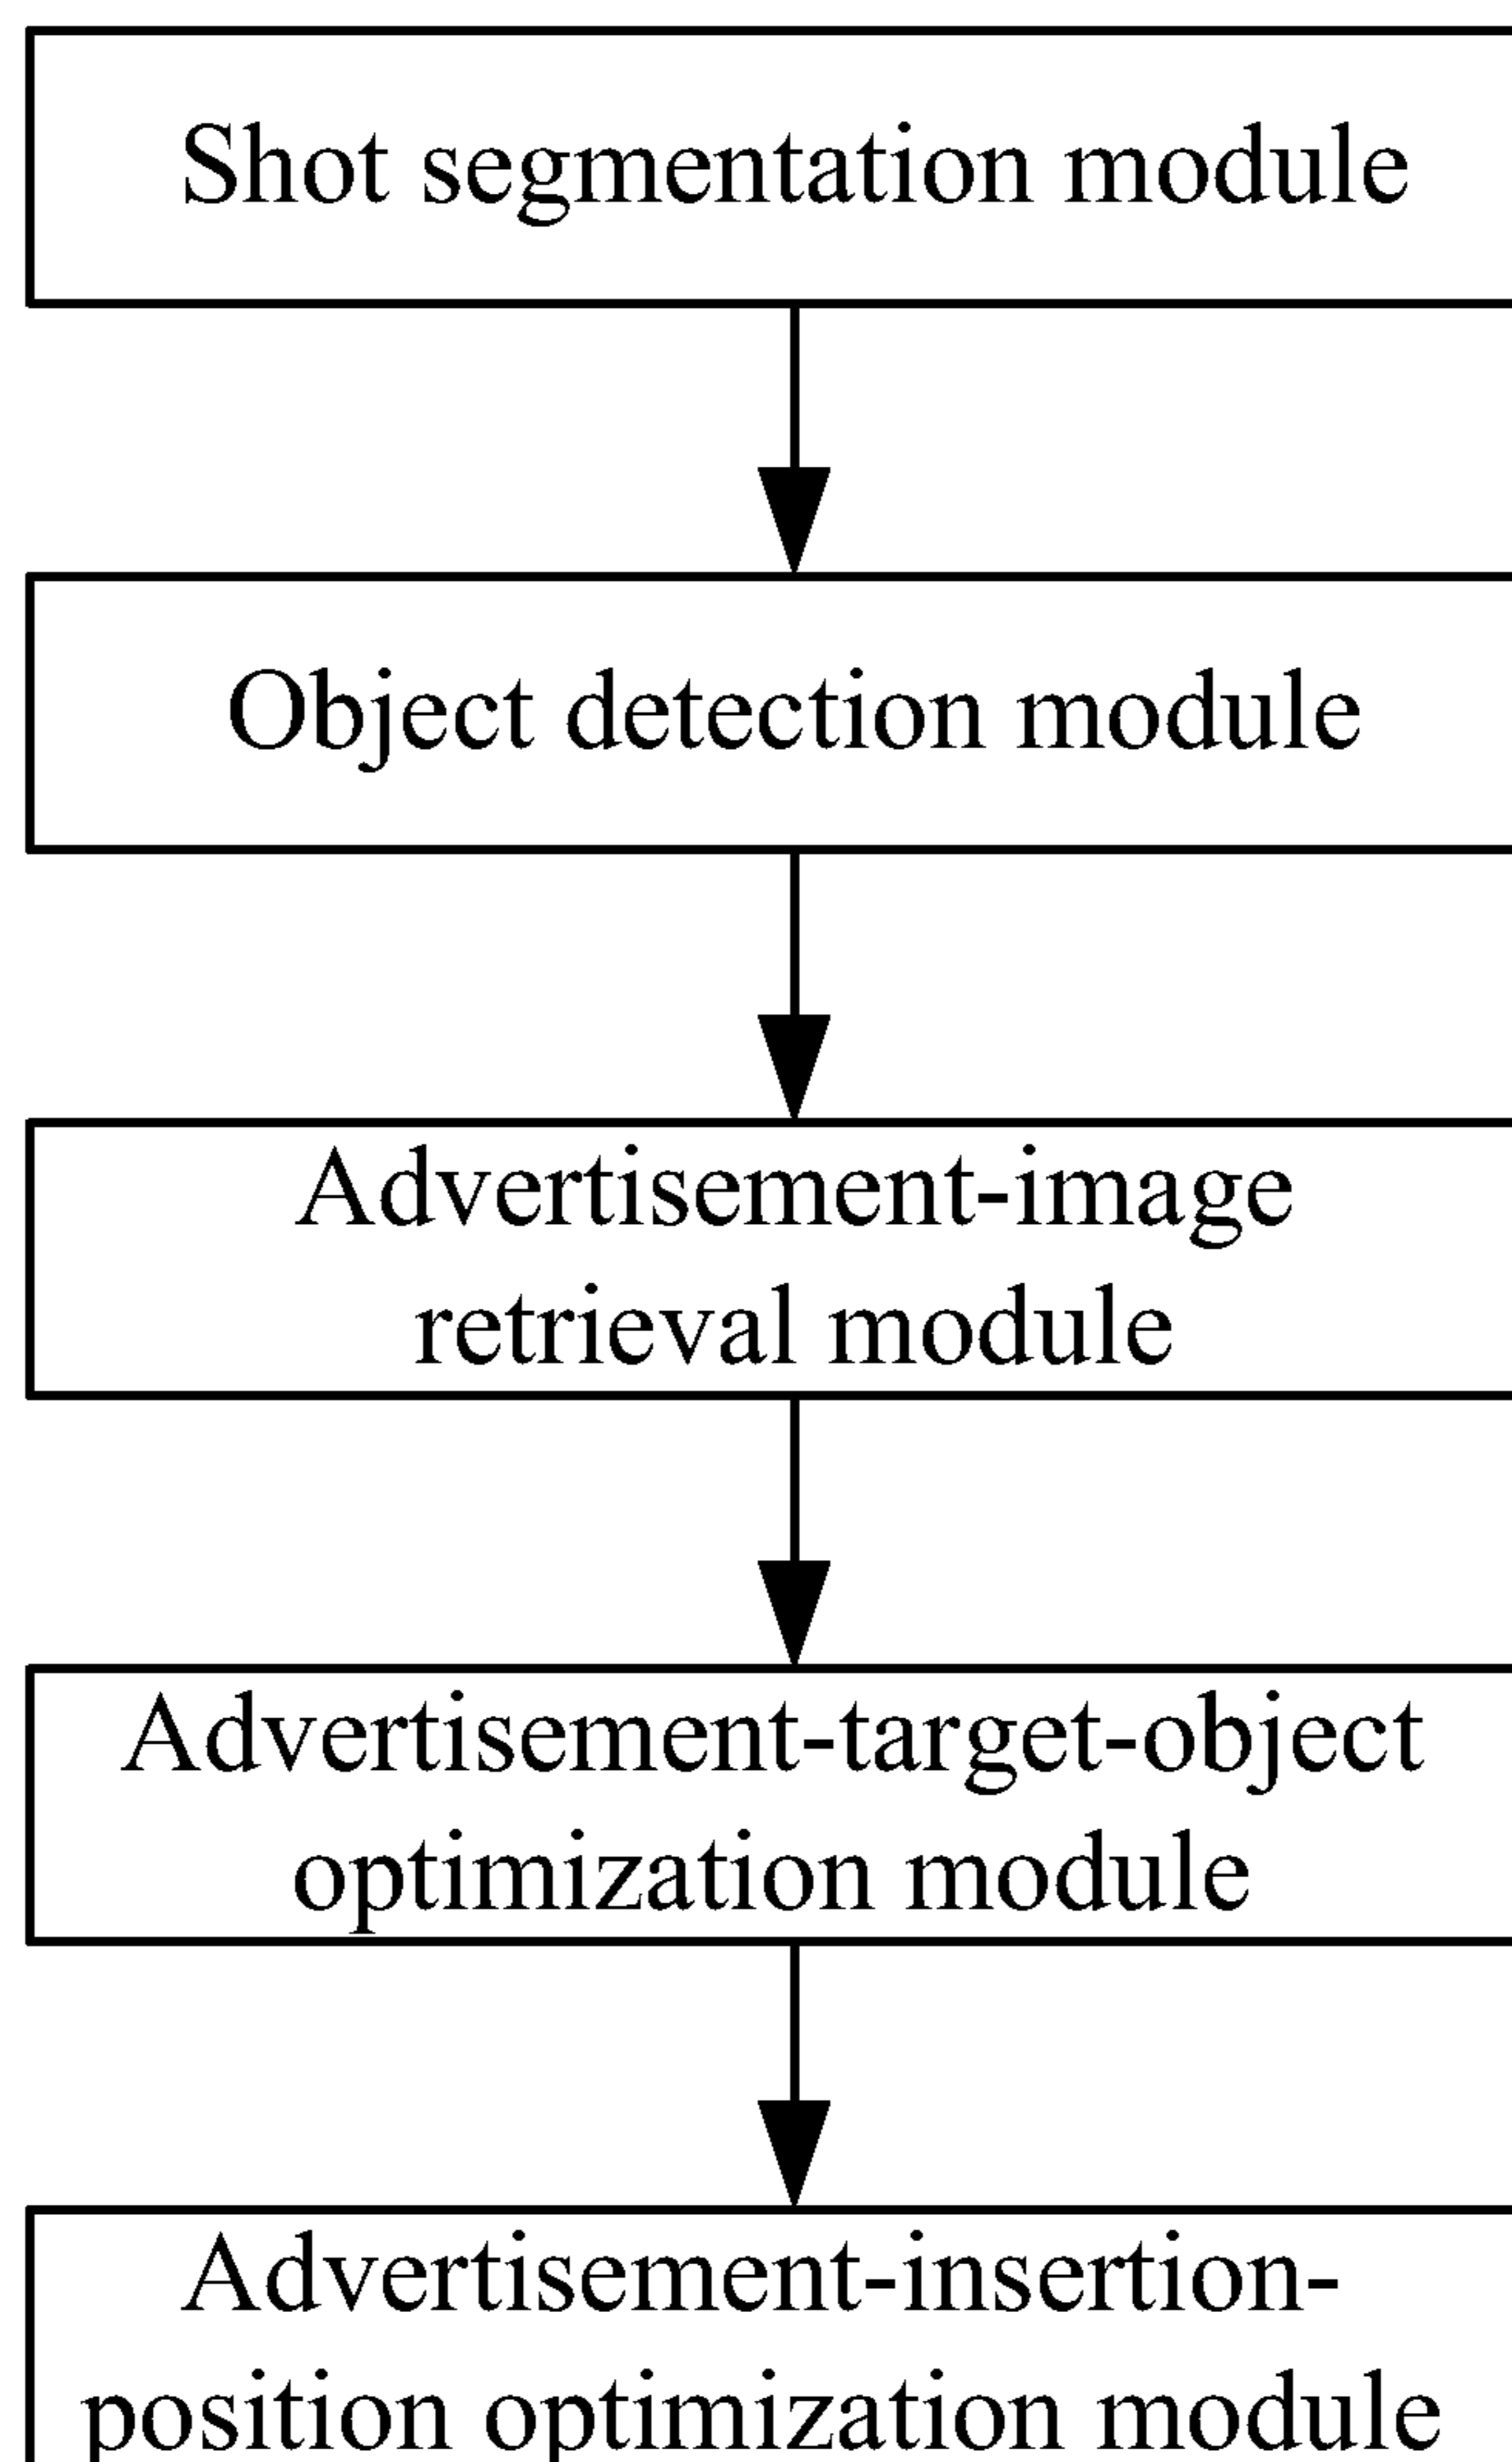 Shot segmentation module
Object detection module
Advertisement-image
retrieval module
Advertisement-target-object
optimization module
Advertisement-insertion-
position optimization module